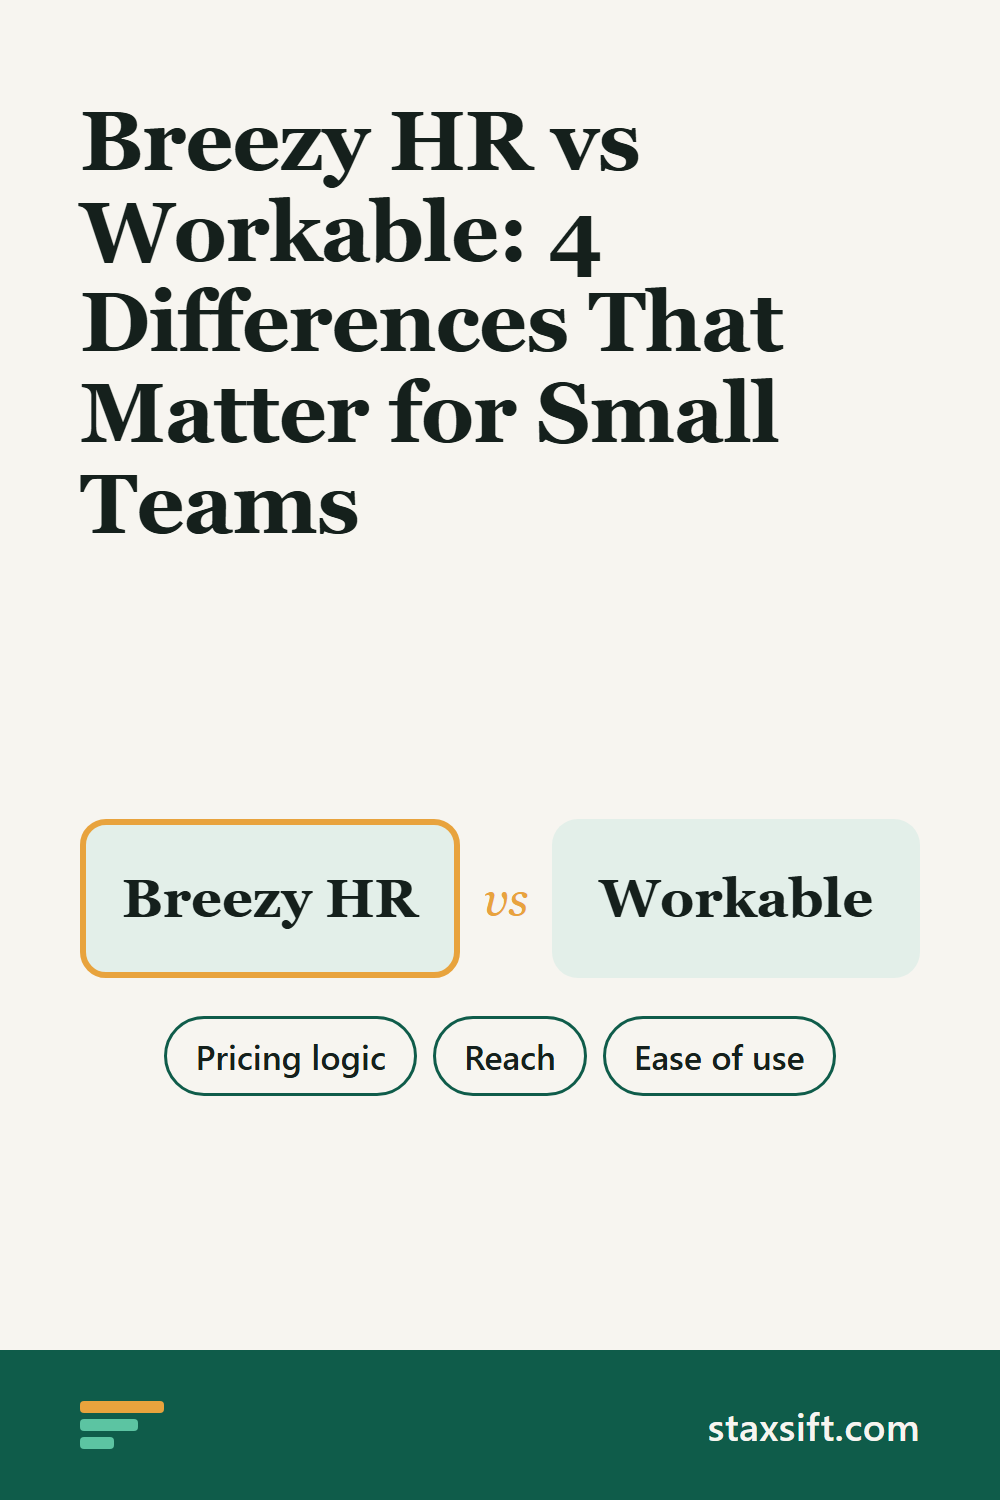 Breezy HR vs
Workable: 4
Differences That
Matter for Small
Teams
Breezy HR vs Workable
Pricing logic Reach Ease of use
staxsift.com